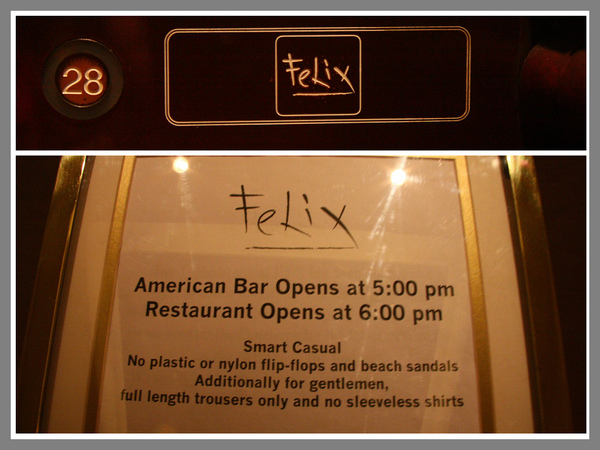 28
Felix
Felix
American Bar Opens at 5:00 pm
Restaurant Opens at 6:00 pm
Smart Casual
No plastic or nylon flip-flops and beach sandals
Additionally for gentlemen,
full length trousers only and no sleeveless shirts